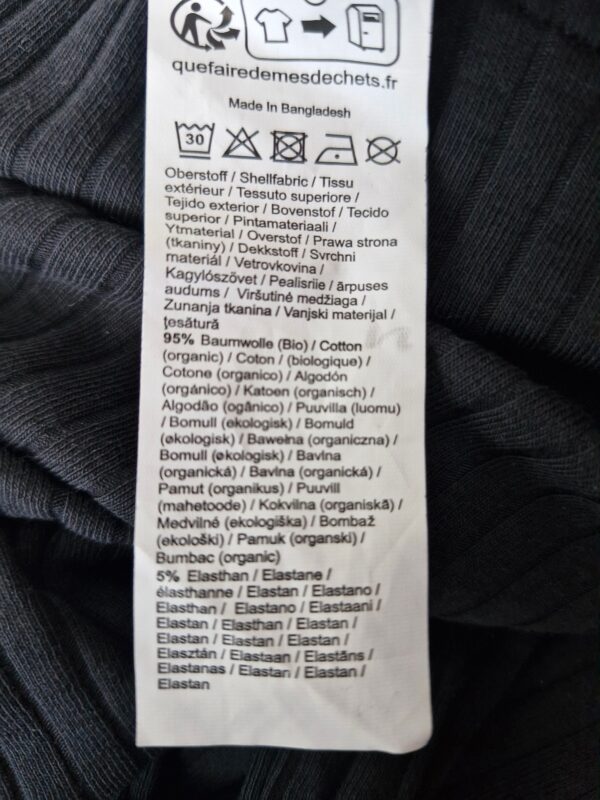 quefairedemesdechets.fr
Made In Bangladesh
30
Oberstoff / Shellfabric / Tissu
extérieur / Tessuto superiore /
Tejido exterior / Bovenstof / Tecido
superior / Pintamateriaali /
Ytmaterial / Overstof / Prawa strona
(tkaniny) / Dekkstoff / Svrchni
materiál / Vetrovkovina /
Kagylószövet / Pealisriie / ārpuses
audums / Viršutinė medžiaga /
Zunanja tkanina / Vanjski materijal /
țesătură
95% Baumwolle (Bio) / Cotton
(organic) / Coton / (biologique) /
Cotone (organico) / Algodón
(orgánico) / Katoen (organisch) /
Algodão (ogânico) / Puuvilla (luomu)
/ Bomull (ekologisk) / Bomuld
(økologisk) / Bawełna (organiczna) /
Bomull (økologisk) / Bavlna
(organická) / Bavlna (organická) /
Pamut (organikus) / Puuvill
(mahetoode) / Kokvilna (organiskā) /
Medvilnė (ekologiška) / Bombaž
(ekološki) / Pamuk (organski) /
Bumbac (organic)
5% Elasthan / Elastane /
élasthanne / Elastan / Elastano /
Elasthan / Elastano / Elastaani /
Elastan / Elasthan / Elastan /
Elastan / Elastan / Elastan /
Elasztán / Elastaan / Elastāns /
Elastanas / Elastan / Elastan /
Elastan